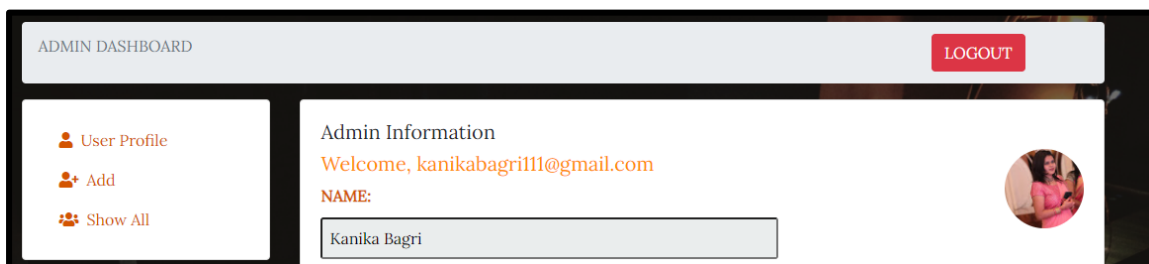 ADMIN DASHBOARD
LOGOUT
User Profile
Add
Show All
Admin Information
Welcome, kanikabagri111@gmail.com
NAME:
Kanika Bagri